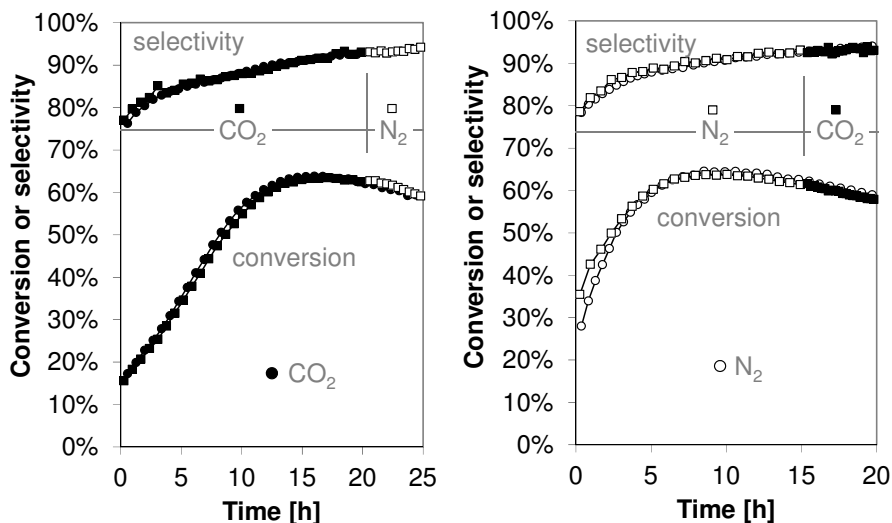 Conversion or selectivity
100%
90%
80%
70%
60%
50%
40%
30%
20%
10%
0%
selectivity
CO₂
N₂
conversion
CO₂
0 5 10 15 20 25
Time [h]
Conversion or selectivity
100%
90%
80%
70%
60%
50%
40%
30%
20%
10%
0%
selectivity
N₂
CO₂
conversion
N₂
0 5 10 15 20
Time [h]